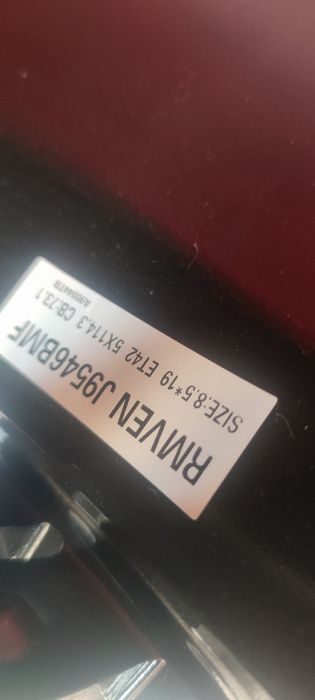 RMVEN J9546BMF
SIZE:8.5*19 ET42 5X114.3 CB:73.1